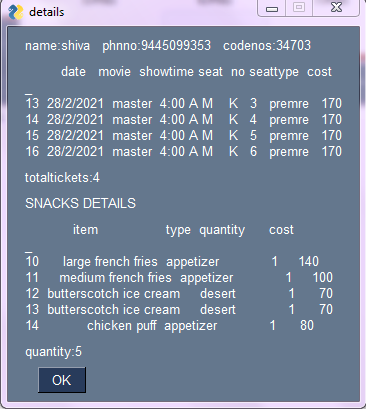 details
name:shiva phnno:9445099353 codenos:34703
date movie showtime seat no seattype cost
_
13 28/2/2021 master 4:00 A M K 3 premre 170
14 28/2/2021 master 4:00 A M K 4 premre 170
15 28/2/2021 master 4:00 A M K 5 premre 170
16 28/2/2021 master 4:00 A M K 6 premre 170
totaltickets:4
SNACKS DETAILS
item type quantity cost
_
10 large french fries appetizer 1 140
11 medium french fries appetizer 1 100
12 butterscotch ice cream desert 1 70
13 butterscotch ice cream desert 1 70
14 chicken puff appetizer 1 80
quantity:5
OK